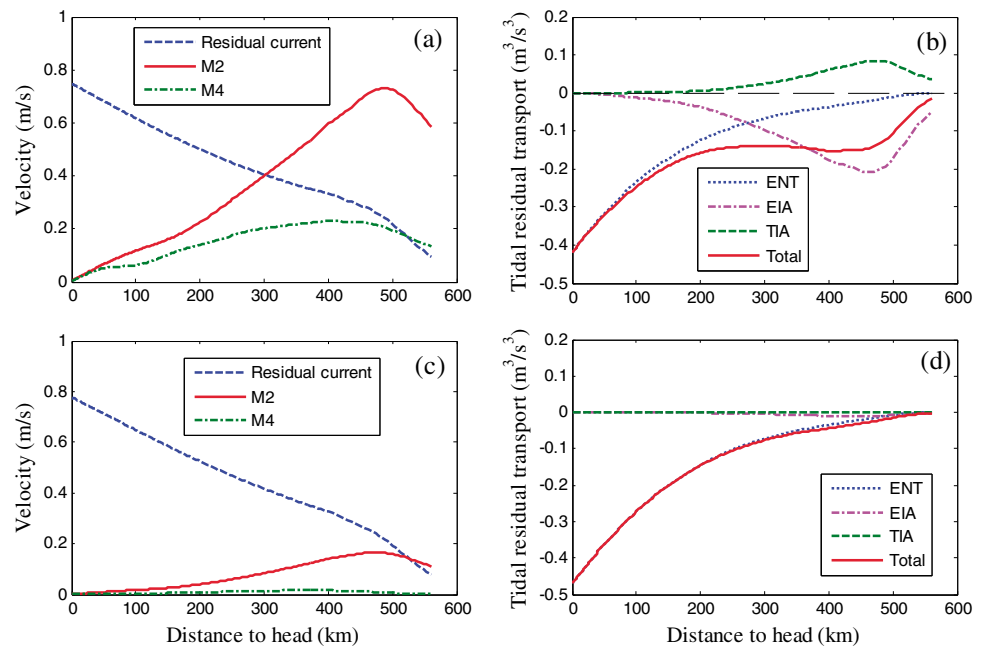 (a)
Residual current
M2
M4
Velocity (m/s)
1
0.8
0.6
0.4
0.2
0
0 100 200 300 400 500 600
(b)
ENT
EIA
TIA
Total
Tidal residual transport (m³/s³)
0.2
0.1
0
-0.1
-0.2
-0.3
-0.4
-0.5
0 100 200 300 400 500 600
(c)
Residual current
M2
M4
Velocity (m/s)
1
0.8
0.6
0.4
0.2
0
0 100 200 300 400 500 600
Distance to head (km)
(d)
ENT
EIA
TIA
Total
Tidal residual transport (m³/s³)
0.2
0.1
0
-0.1
-0.2
-0.3
-0.4
-0.5
0 100 200 300 400 500 600
Distance to head (km)